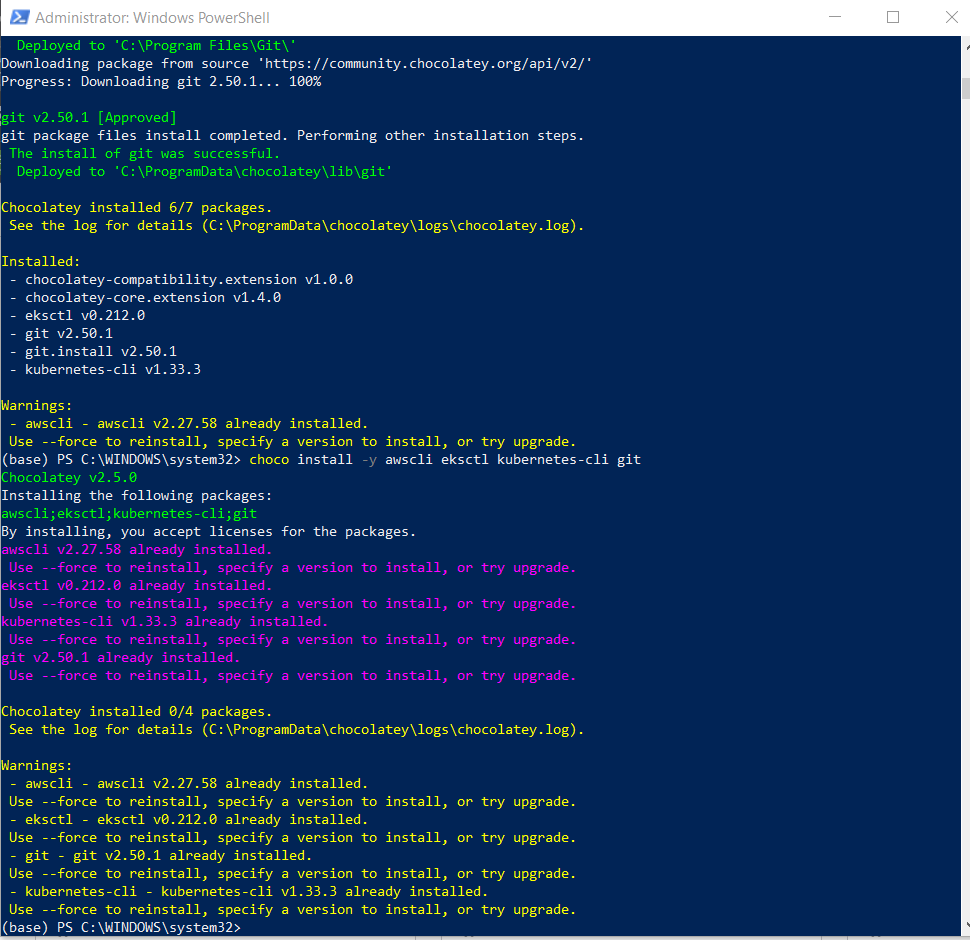 Administrator: Windows PowerShell
Deployed to 'C:\Program Files\Git\'
Downloading package from source 'https://community.chocolatey.org/api/v2/'
Progress: Downloading git 2.50.1... 100%
git v2.50.1 [Approved]
git package files install completed. Performing other installation steps.
The install of git was successful.
Deployed to 'C:\ProgramData\chocolatey\lib\git'
Chocolatey installed 6/7 packages.
See the log for details (C:\ProgramData\chocolatey\logs\chocolatey.log).
Installed:
- chocolatey-compatibility.extension v1.0.0
- chocolatey-core.extension v1.4.0
- eksctl v0.212.0
- git v2.50.1
- git.install v2.50.1
- kubernetes-cli v1.33.3
Warnings:
- awscli - awscli v2.27.58 already installed.
Use --force to reinstall, specify a version to install, or try upgrade.
(base) PS C:\WINDOWS\system32> choco install -y awscli eksctl kubernetes-cli git
Chocolatey v2.5.0
Installing the following packages:
awscli;eksctl;kubernetes-cli;git
By installing, you accept licenses for the packages.
awscli v2.27.58 already installed.
Use --force to reinstall, specify a version to install, or try upgrade.
eksctl v0.212.0 already installed.
Use --force to reinstall, specify a version to install, or try upgrade.
kubernetes-cli v1.33.3 already installed.
Use --force to reinstall, specify a version to install, or try upgrade.
git v2.50.1 already installed.
Use --force to reinstall, specify a version to install, or try upgrade.
Chocolatey installed 0/4 packages.
See the log for details (C:\ProgramData\chocolatey\logs\chocolatey.log).
Warnings:
- awscli - awscli v2.27.58 already installed.
Use --force to reinstall, specify a version to install, or try upgrade.
- eksctl - eksctl v0.212.0 already installed.
Use --force to reinstall, specify a version to install, or try upgrade.
- git - git v2.50.1 already installed.
Use --force to reinstall, specify a version to install, or try upgrade.
- kubernetes-cli - kubernetes-cli v1.33.3 already installed.
Use --force to reinstall, specify a version to install, or try upgrade.
(base) PS C:\WINDOWS\system32>